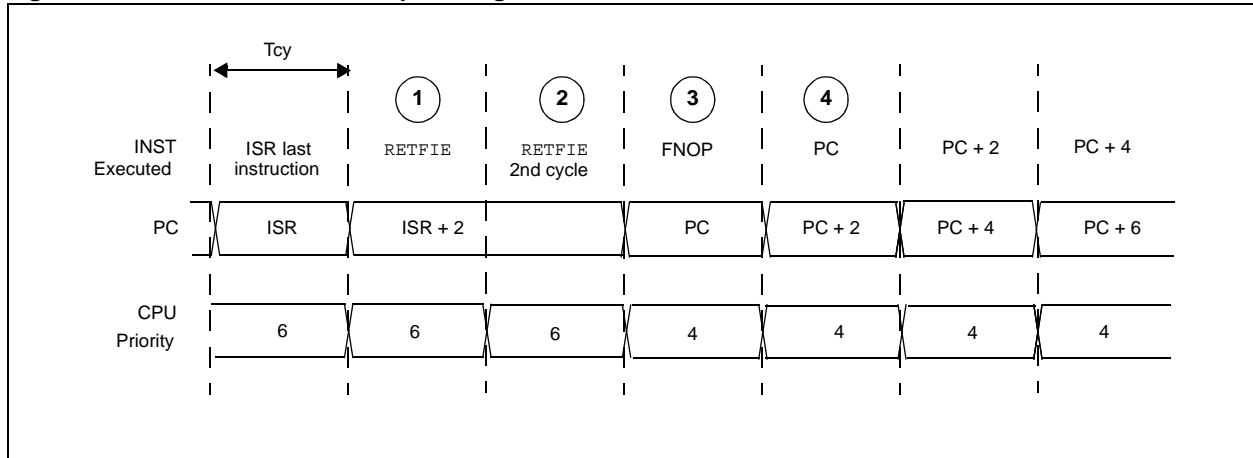 Tcy
1 2 3 4
INST Executed
ISR last instruction
RETFIE
RETFIE 2nd cycle
FNOP
PC
PC + 2
PC + 4
PC
ISR
ISR + 2
PC
PC + 2
PC + 4
PC + 6
CPU Priority
6
6
6
4
4
4
4